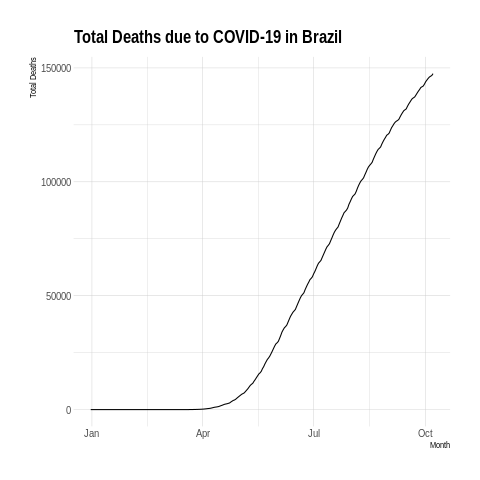 Total Deaths due to COVID-19 in Brazil
Total Deaths
150000
100000
50000
0
Jan Apr Jul Oct
Month